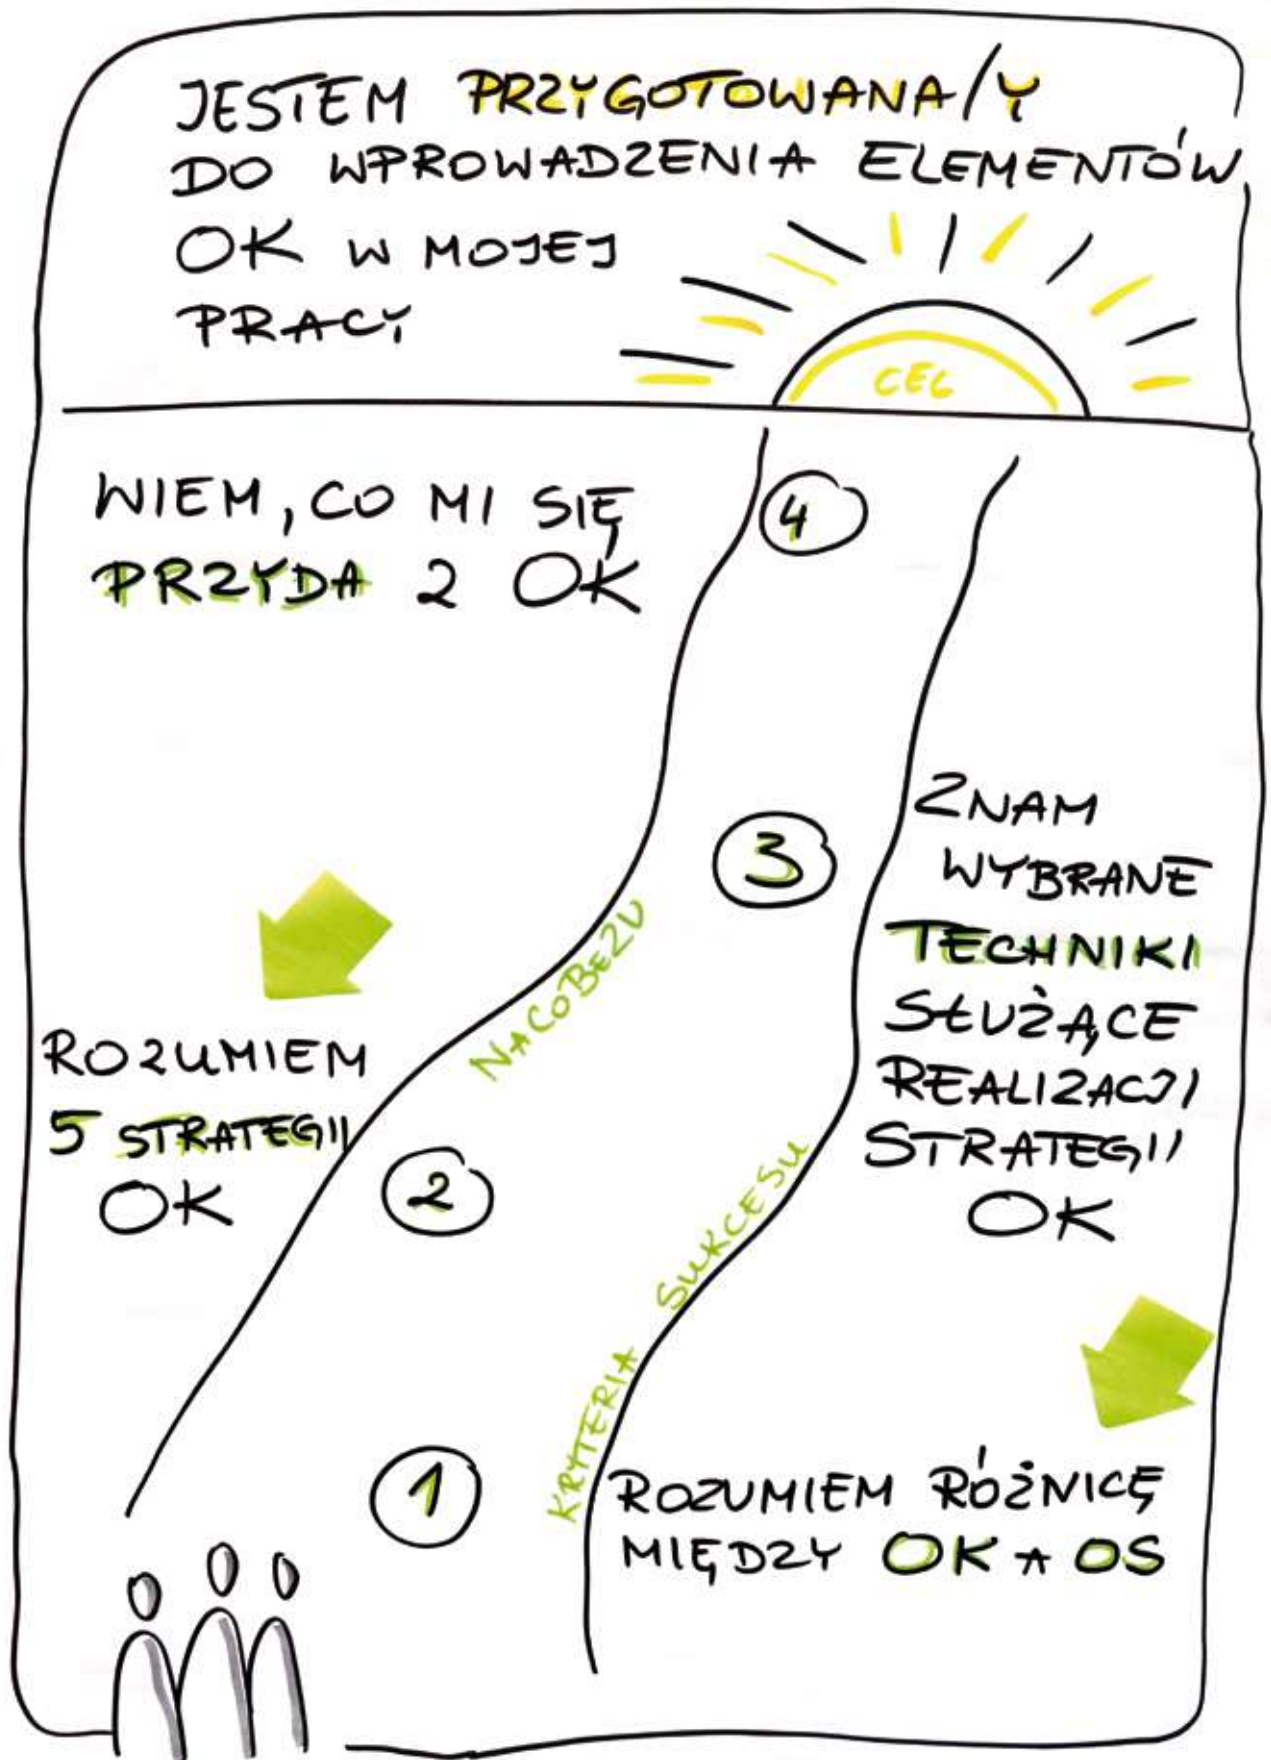 JESTEM PRZYGOTOWANA/Y
DO WPROWADZENIA ELEMENTÓW
OK W MOJEJ
PRACY
CEL
WIEM, CO MI SIĘ
PRZYDA Z OK
4
3
ZNAM
WYBRANE
TECHNIKI
SŁUŻĄCE
REALIZACJI
STRATEGII
OK
NACOBEZU
ROZUMIEM
5 STRATEGII
OK
2
KRYTERIA SUKCESU
1
ROZUMIEM RÓŻNICĘ
MIĘDZY OK A OS